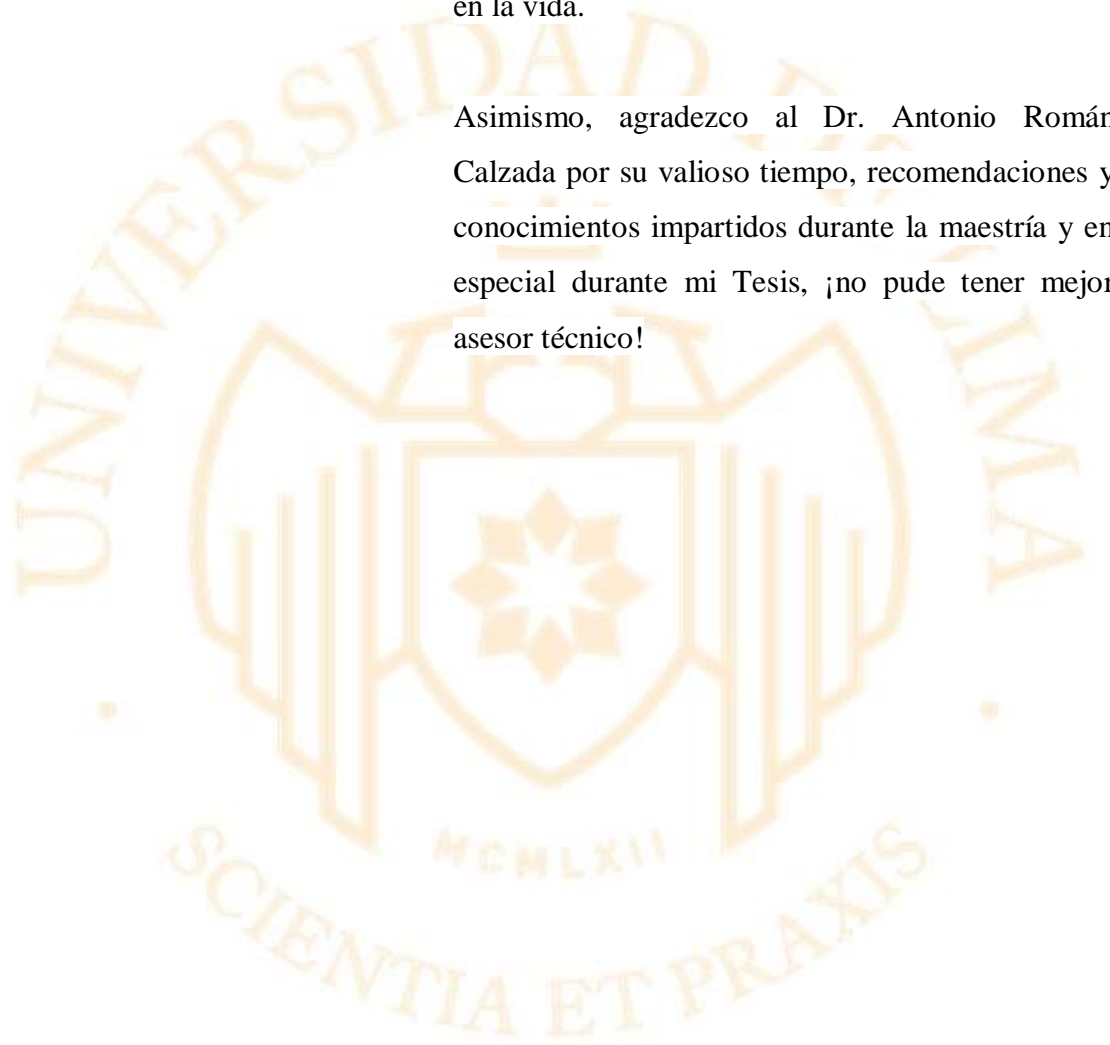 en la vida.
Asimismo, agradezco al Dr. Antonio Román
Calzada por su valioso tiempo, recomendaciones y
conocimientos impartidos durante la maestría y en
especial durante mi Tesis, ¡no pude tener mejor
asesor técnico!
UNIVERSIDAD DE LIMA
MCMLXII
SCIENTIA ET PRAXIS